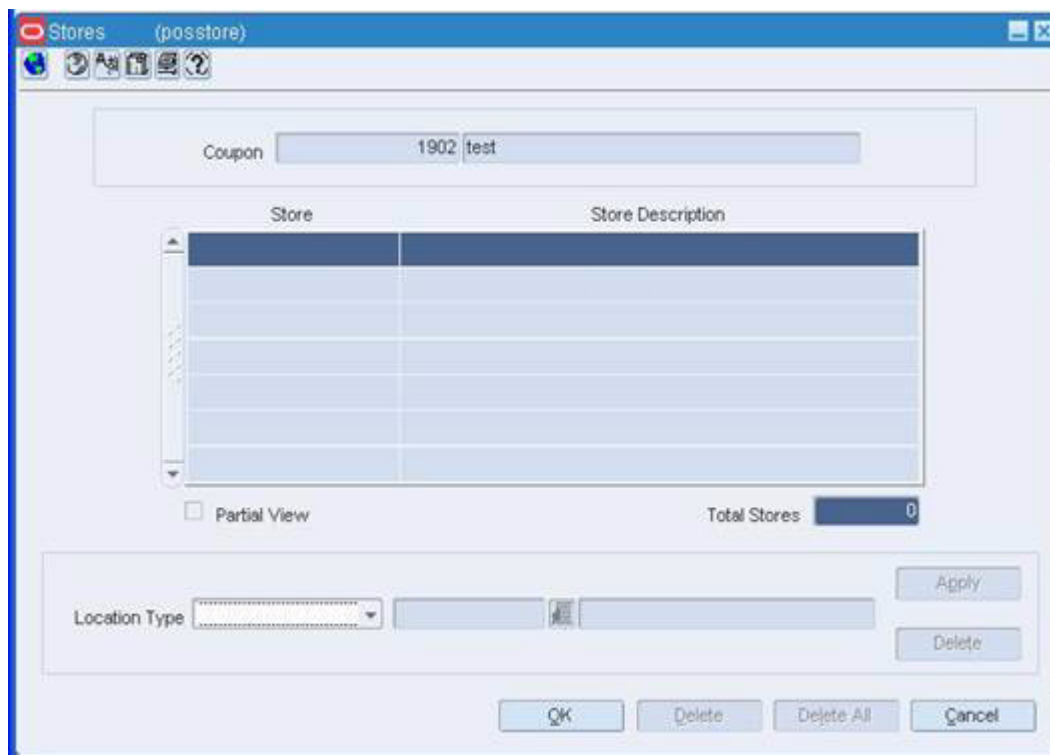 Stores (posstore)
Coupon 1902 test
Store Store Description
Partial View Total Stores 0
Apply
Location Type
Delete
OK Delete Delete All Cancel